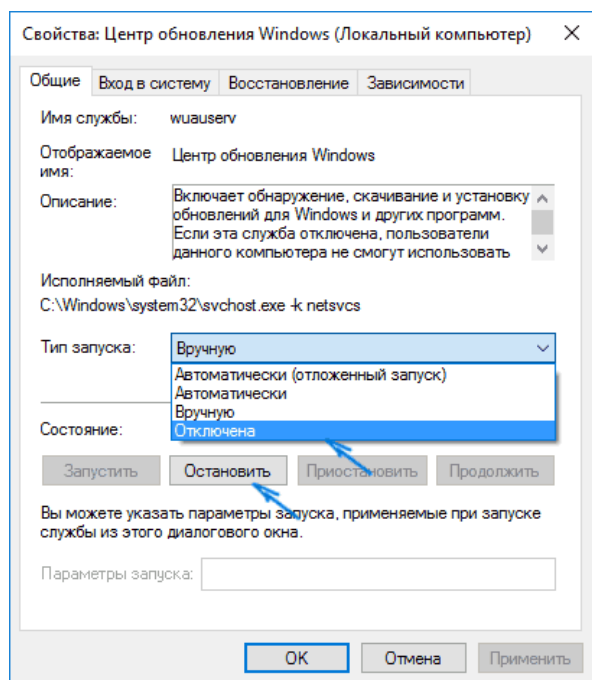 Свойства: Центр обновления Windows (Локальный компьютер)
Общие Вход в систему Восстановление Зависимости
Имя службы: wuauserv
Отображаемое имя: Центр обновления Windows
Описание: Включает обнаружение, скачивание и установку
обновлений для Windows и других программ.
Если эта служба отключена, пользователи
данного компьютера не смогут использовать
Исполняемый файл:
C:\Windows\system32\svchost.exe -k netsvcs
Тип запуска: Вручную
Автоматически (отложенный запуск)
Автоматически
Вручную
Отключена
Состояние:
Запустить Остановить Приостановить Продолжить
Вы можете указать параметры запуска, применяемые при запуске
службы из этого диалогового окна.
Параметры запуска:
OK Отмена Применить